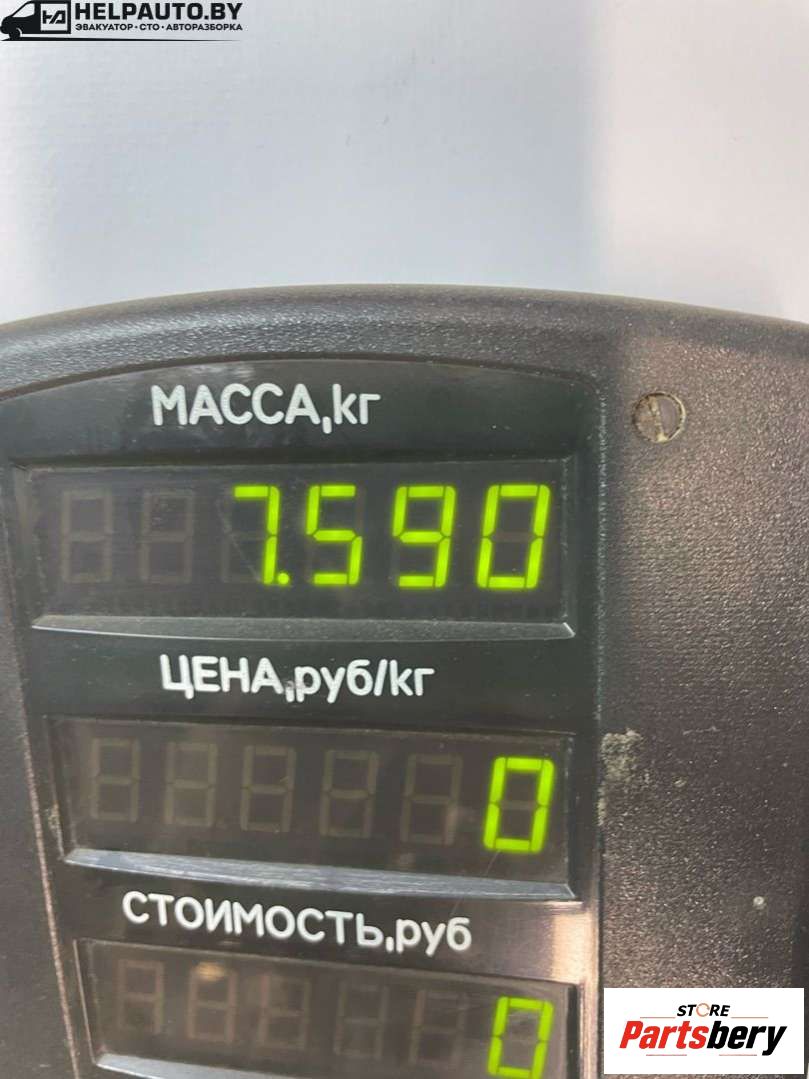 HELPAUTO.BY
ЭВАКУАТОР • СТО • АВТОРАЗБОРКА
МАССА,кг
7.590
ЦЕНА,руб/кг
0
СТОИМОСТЬ,руб
0
STORE
Partsbery